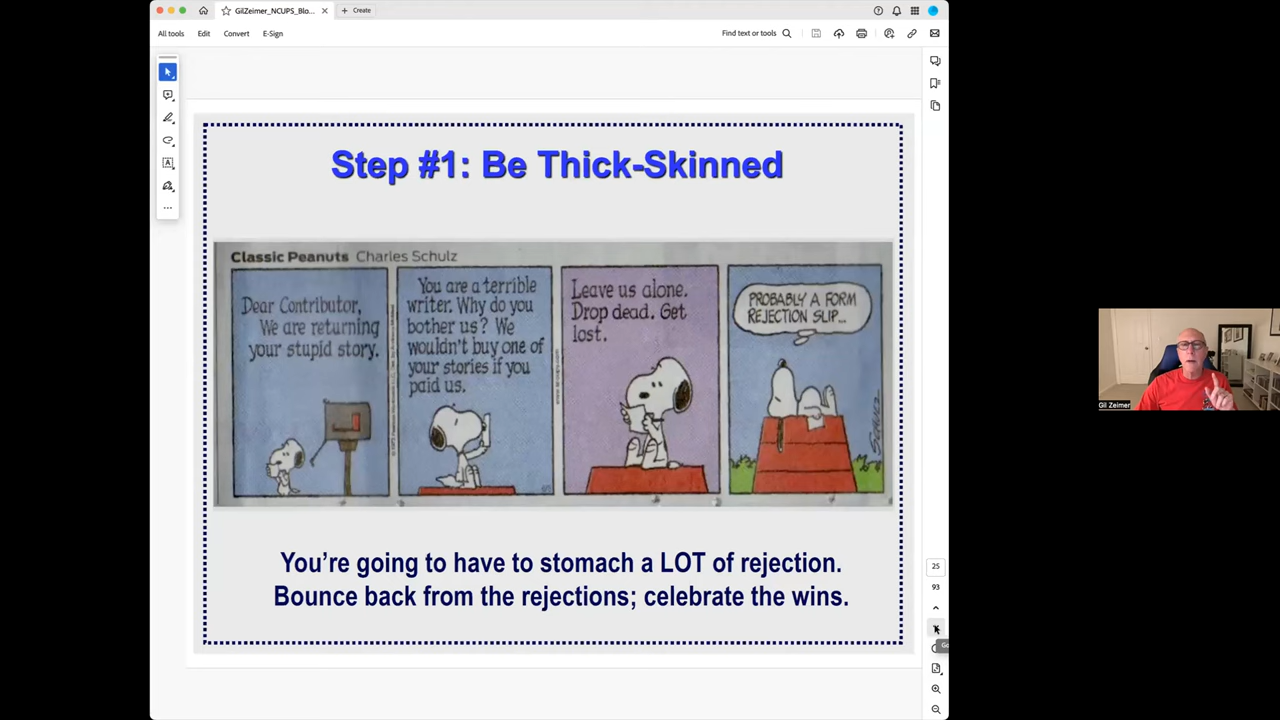 GilZeimer_NCUPS_Blo...
Create
All tools
Edit
Convert
E-Sign
Find text or tools
Step #1: Be Thick-Skinned
Classic Peanuts Charles Schulz
Dear Contributor,
We are returning
your stupid story.
You are a terrible
writer. Why do you
bother us? We
wouldn't buy one of
your stories if you
paid us.
Leave us alone.
Drop dead. Get
lost.
PROBABLY A FORM
REJECTION SLIP...
SCHULZ
You're going to have to stomach a LOT of rejection.
Bounce back from the rejections; celebrate the wins.
25
93
Gil Zeimer